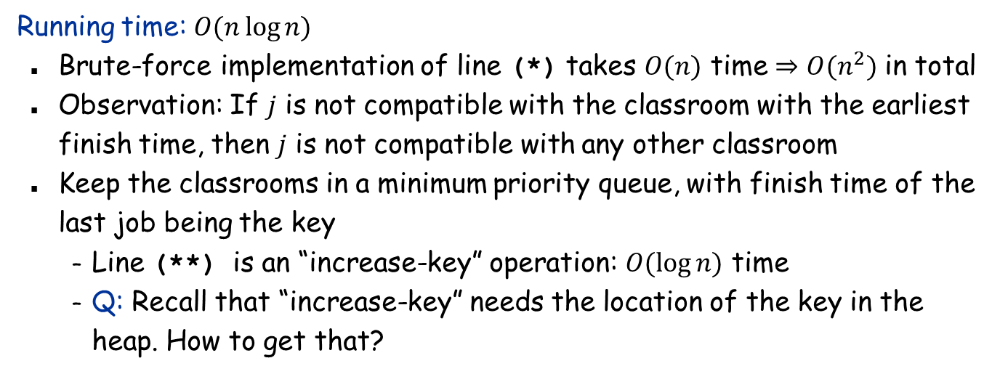 Running time: O(n log n)
▪ Brute-force implementation of line (*) takes O(n) time ⇒ O(n²) in total
▪ Observation: If j is not compatible with the classroom with the earliest
finish time, then j is not compatible with any other classroom
▪ Keep the classrooms in a minimum priority queue, with finish time of the
last job being the key
- Line (**) is an “increase-key” operation: O(log n) time
- Q: Recall that “increase-key” needs the location of the key in the
heap. How to get that?